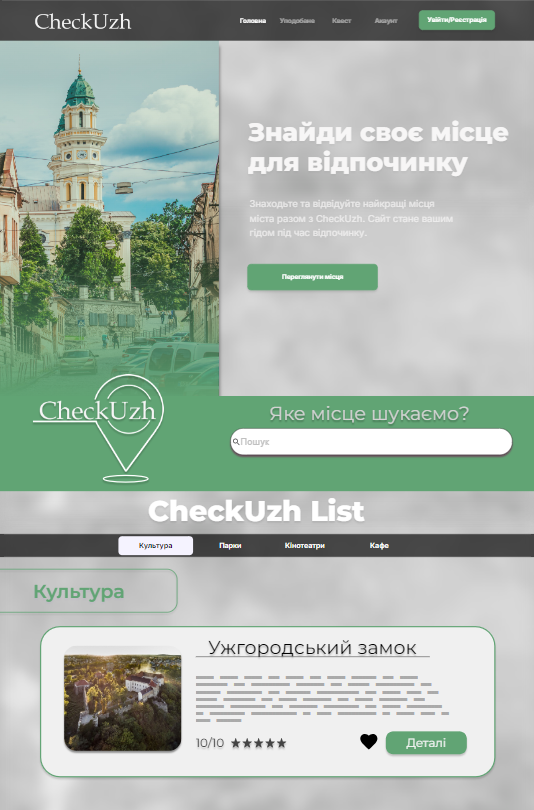 CheckUzh
Головна Уподобана Квест Акаунт Увійти/Реєстрація
Знайди своє місце
для відпочинку
Знаходьте та відвідуйте найкращі місця
міста разом з CheckUzh. Сайт стане вашим
гідом під час відпочинку.
Переглянути місця
CheckUzh
Яке місце шукаємо?
Пошук
CheckUzh List
Культура Парки Кінотеатри Кафе
Культура
Ужгородський замок
10/10 ★★★★★
Деталі